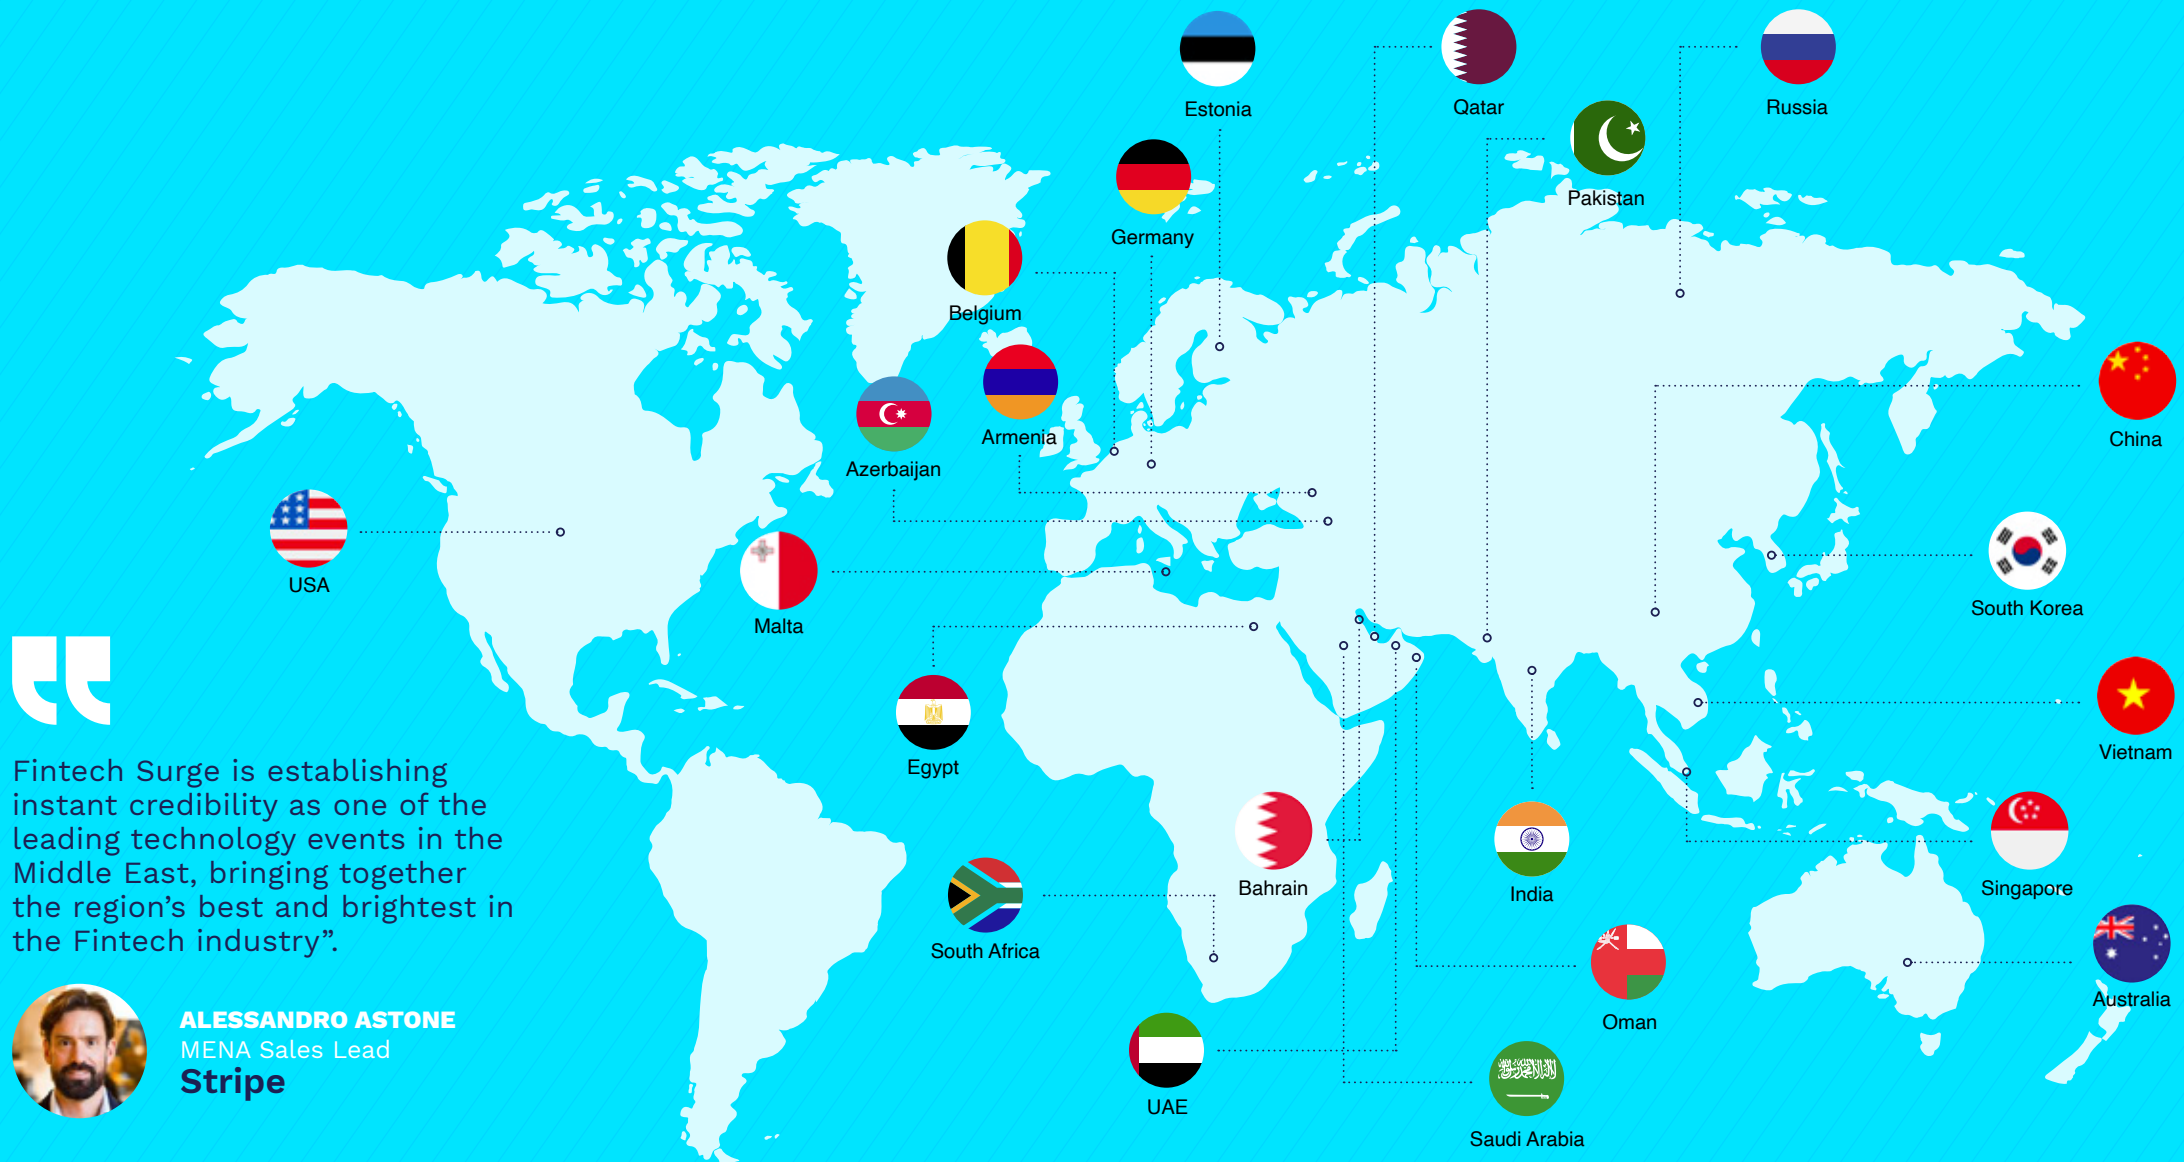 Estonia
Qatar
Russia
Pakistan
Germany
Belgium
Armenia
China
Azerbaijan
USA
South Korea
Malta
Vietnam
Egypt
Bahrain
India
Singapore
South Africa
Australia
Oman
UAE
Saudi Arabia
Fintech Surge is establishing
instant credibility as one of the
leading technology events in the
Middle East, bringing together
the region’s best and brightest in
the Fintech industry”.
ALESSANDRO ASTONE
MENA Sales Lead
Stripe